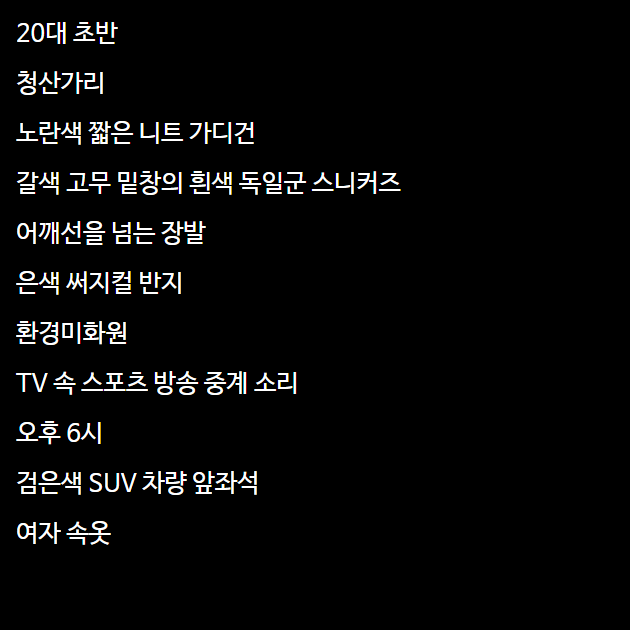 20대 초반
청산가리
노란색 짧은 니트 가디건
갈색 고무 밑창의 흰색 독일군 스니커즈
어깨선을 넘는 장발
은색 써지컬 반지
환경미화원
TV 속 스포츠 방송 중계 소리
오후 6시
검은색 SUV 차량 앞좌석
여자 속옷